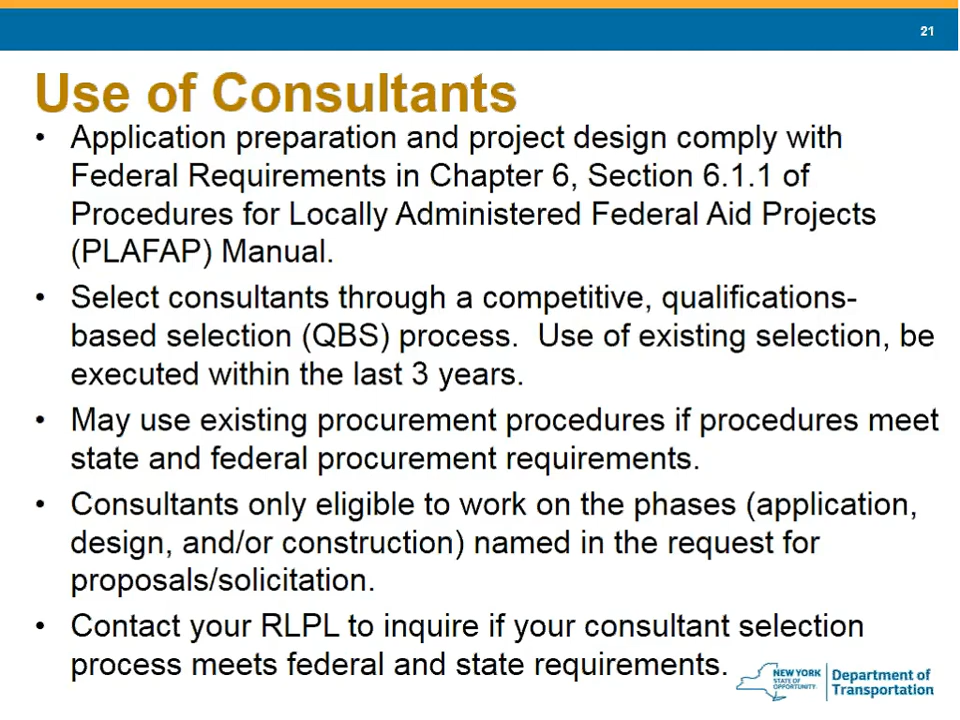 21
Use of Consultants
• Application preparation and project design comply with
Federal Requirements in Chapter 6, Section 6.1.1 of
Procedures for Locally Administered Federal Aid Projects
(PLAFAP) Manual.
• Select consultants through a competitive, qualifications-
based selection (QBS) process.  Use of existing selection, be
executed within the last 3 years.
• May use existing procurement procedures if procedures meet
state and federal procurement requirements.
• Consultants only eligible to work on the phases (application,
design, and/or construction) named in the request for
proposals/solicitation.
• Contact your RLPL to inquire if your consultant selection
process meets federal and state requirements.
NEW YORK
STATE OF
OPPORTUNITY.
Department of
Transportation